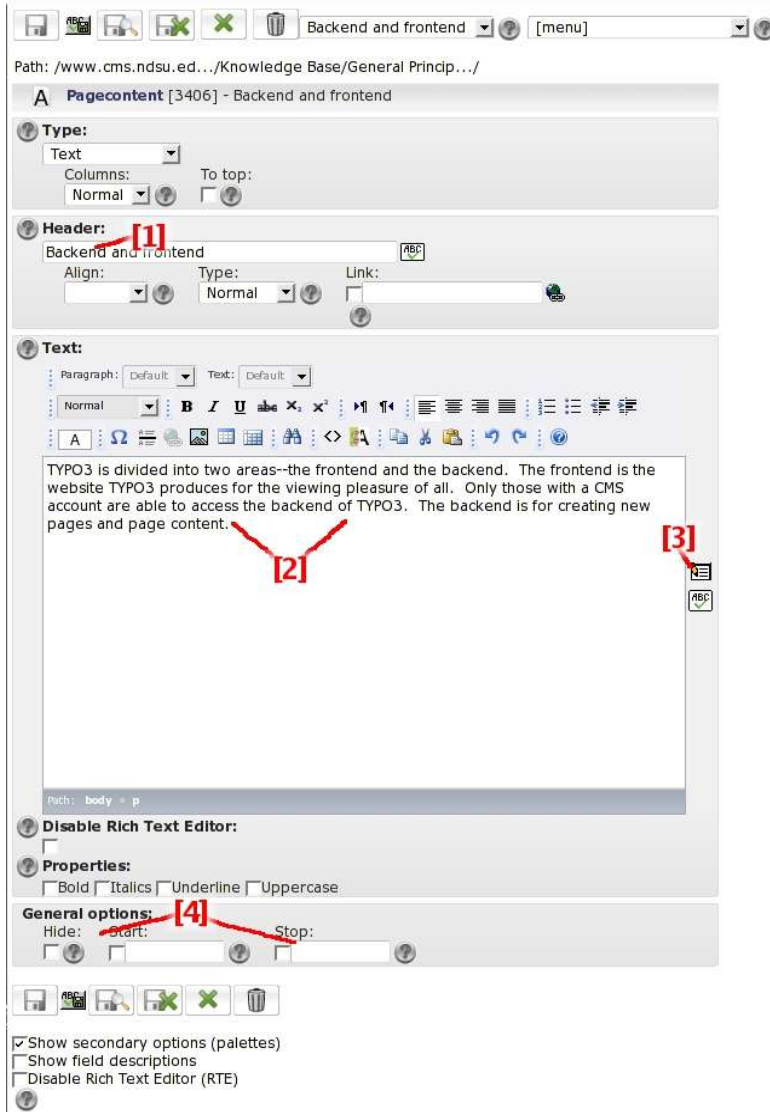 Backend and frontend [menu]
Path: /www.cms.ndsu.ed.../Knowledge Base/General Princip.../
A Pagecontent [3406] - Backend and frontend
Type:
Text
Columns: To top:
Normal
Header:
[1]
Backend and frontend ABC
Align: Type: Link:
Normal
Text:
Paragraph: Default Text: Default
Normal B I U abc X₂ x²
A Ω
TYPO3 is divided into two areas--the frontend and the backend. The frontend is the
website TYPO3 produces for the viewing pleasure of all. Only those with a CMS
account are able to access the backend of TYPO3. The backend is for creating new
pages and page content.
[3]
[2]
ABC
Path: body » p
Disable Rich Text Editor:
Properties:
Bold Italics Underline Uppercase
General options:
[4]
Hide: Start: Stop:
Show secondary options (palettes)
Show field descriptions
Disable Rich Text Editor (RTE)